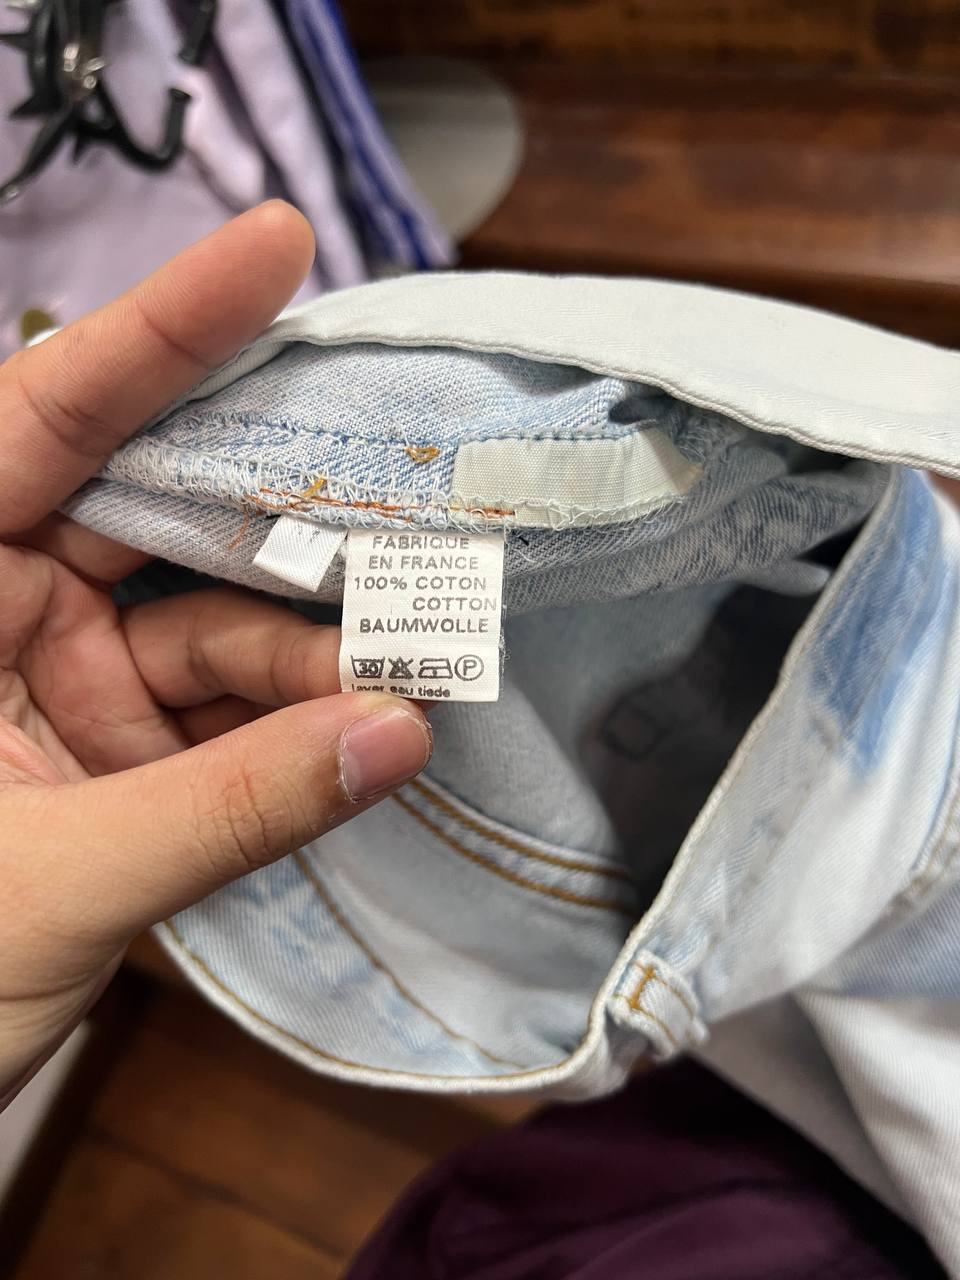 FABRIQUE
EN FRANCE
100% COTON
COTTON
BAUMWOLLE
30 P
laver eau tiede